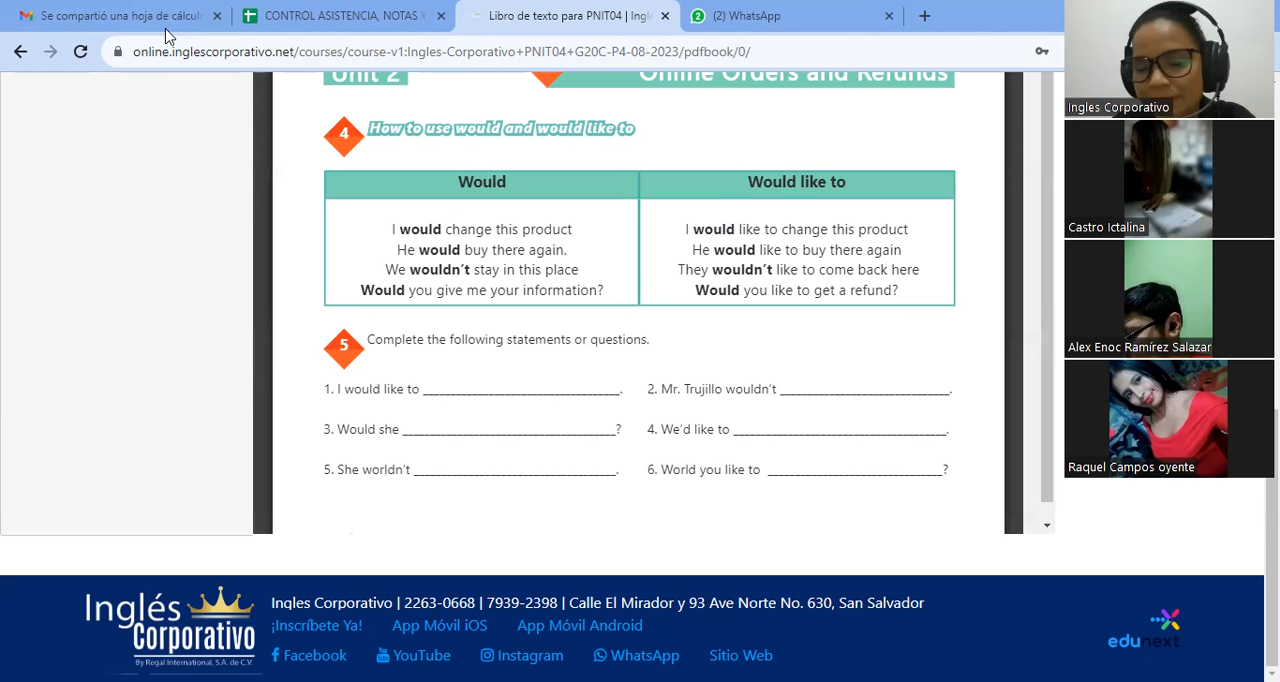 Se compartió una hoja de cálcul
CONTROL ASISTENCIA, NOTAS Y
Libro de texto para PNIT04 | Ingl
(2) WhatsApp
online.inglescorporativo.net/courses/course-v1:Ingles-Corporativo+PNIT04+G20C-P4-08-2023/pdfbook/0/
Unit 2
Online Orders and Refunds
4 How to use would and would like to
Would
Would like to
I would change this product
He would buy there again.
We wouldn't stay in this place
Would you give me your information?
I would like to change this product
He would like to buy there again
They wouldn't like to come back here
Would you like to get a refund?
5 Complete the following statements or questions.
1. I would like to ______________________________.
2. Mr. Trujillo wouldn't __________________________.
3. Would she _________________________________?
4. We'd like to _________________________________.
5. She worldn't _______________________________.
6. World you like to ___________________________?
Inglés Corporativo
By Regal International, S.A. de C.V.
Ingles Corporativo | 2263-0668 | 7939-2398 | Calle El Mirador y 93 Ave Norte No. 630, San Salvador
¡Inscríbete Ya!
App Móvil iOS
App Móvil Android
Facebook
YouTube
Instagram
WhatsApp
Sitio Web
edunext
Ingles Corporativo
Castro Ictalina
Alex Enoc Ramírez Salazar
Raquel Campos oyente